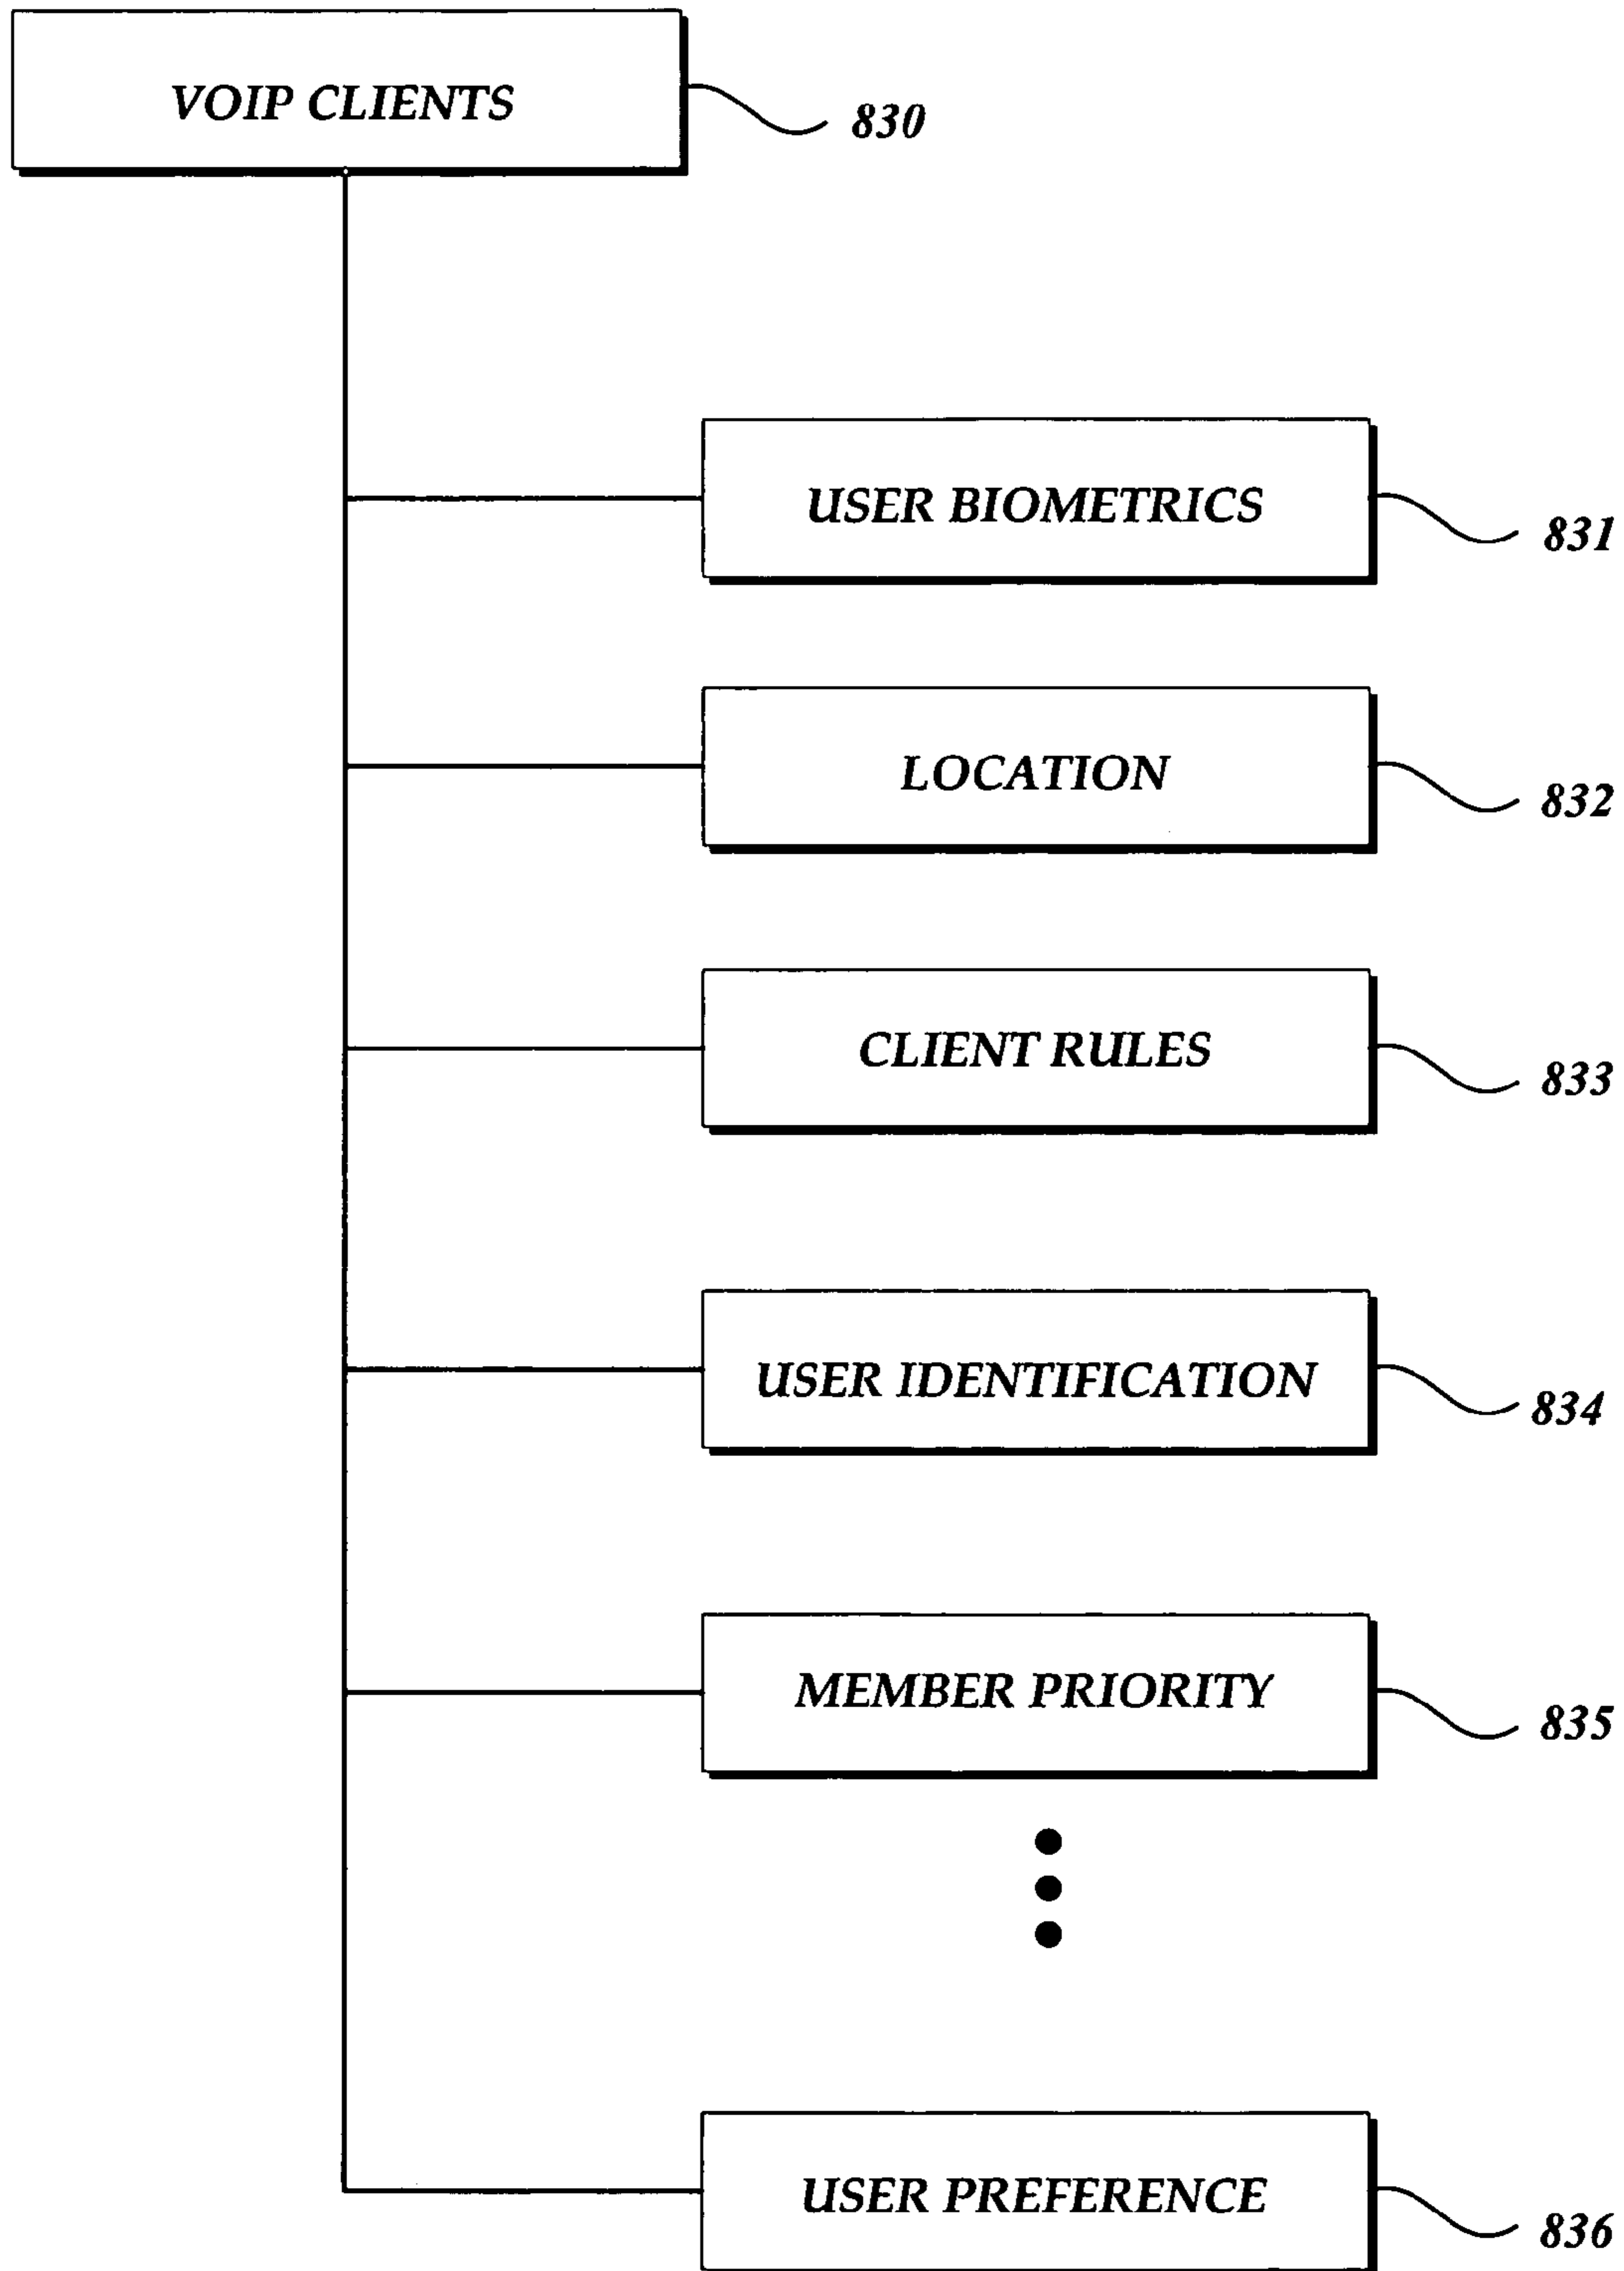 VOIP CLIENTS
830
USER BIOMETRICS
831
LOCATION
832
CLIENT RULES
833
USER IDENTIFICATION
834
MEMBER PRIORITY
835
USER PREFERENCE
836